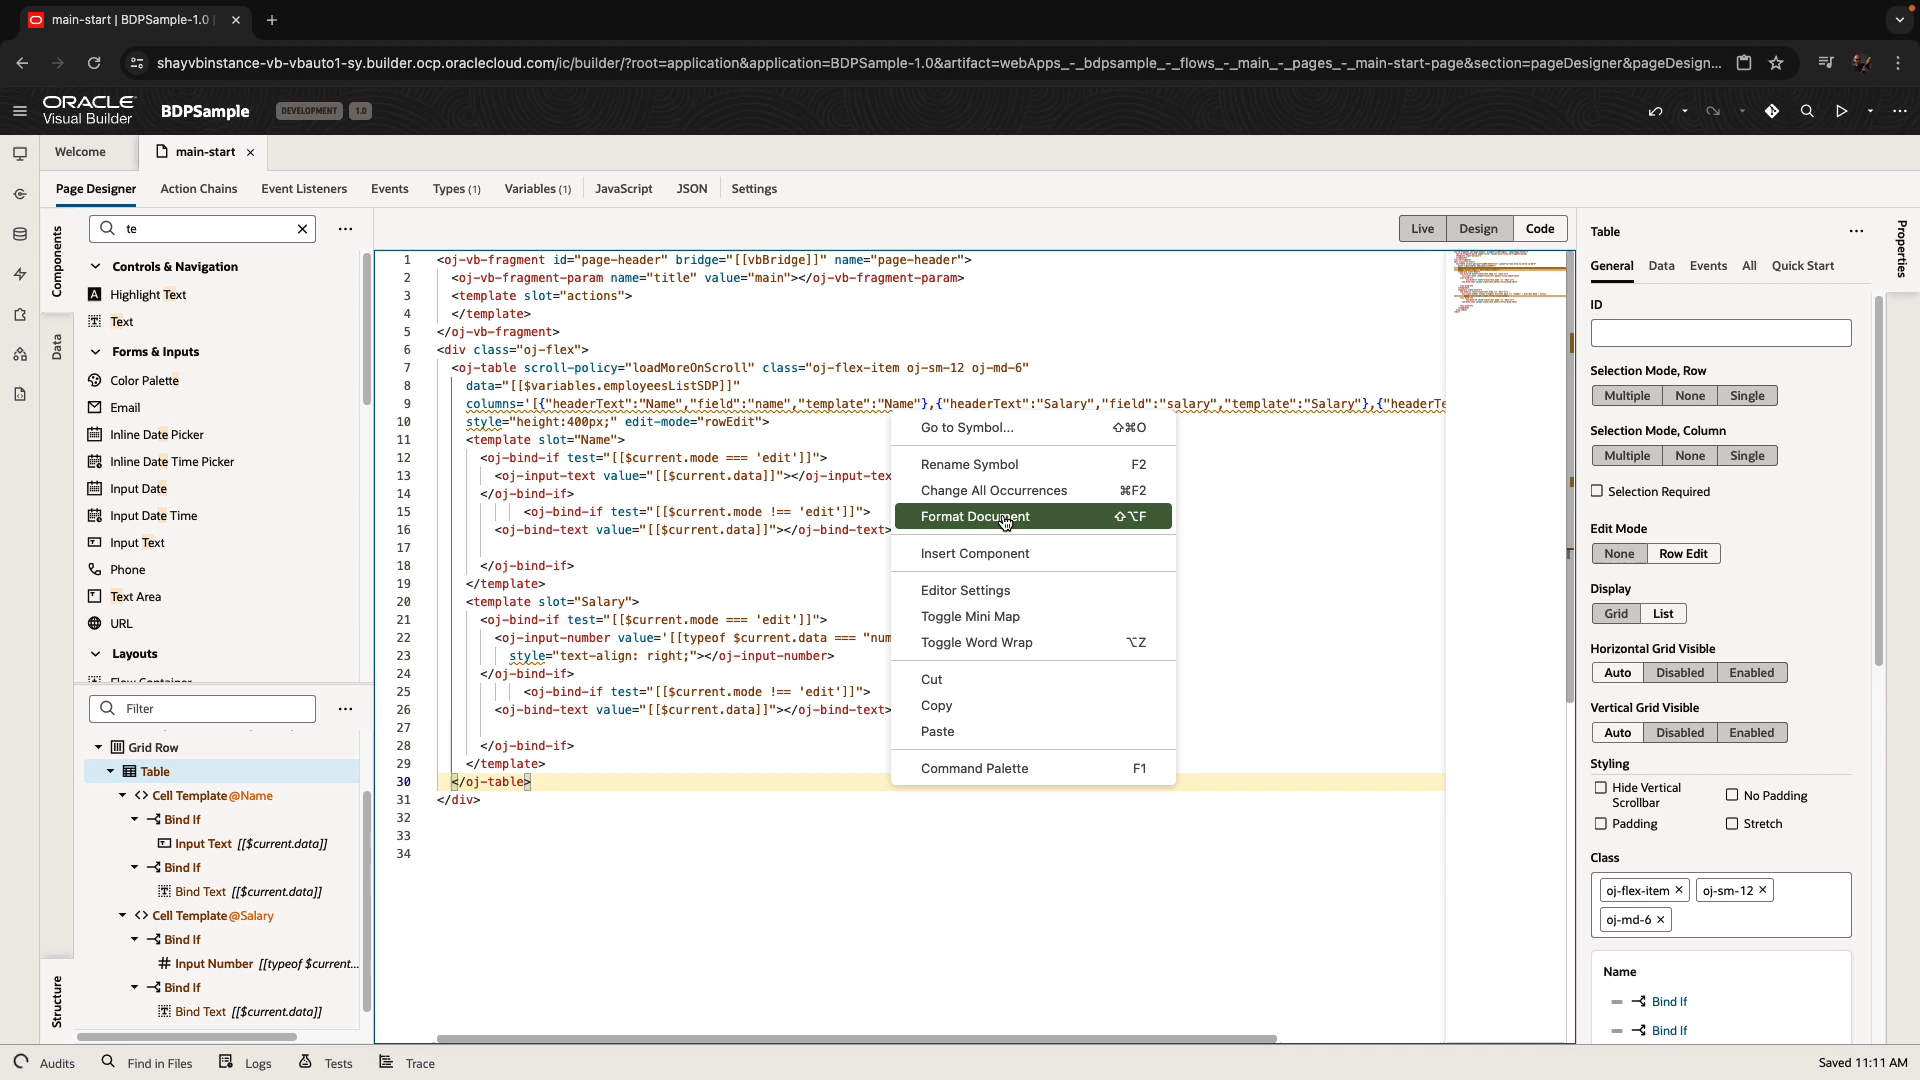 main-start | BDPSample-1.0 |
shayvbinstance-vb-vbauto1-sy.builder.ocp.oraclecloud.com/ic/builder/?root=application&application=BDPSample-1.0&artifact=webApps_-_bdpsample_-_flows_-_main_-_pages_-_main-start-page&section=pageDesigner&pageDesign...
ORACLE
Visual Builder
BDPSample
DEVELOPMENT
1.0
Welcome
main-start
Page Designer
Action Chains
Event Listeners
Events
Types (1)
Variables (1)
JavaScript
JSON
Settings
Components
Data
te
Controls & Navigation
Highlight Text
Text
Forms & Inputs
Color Palette
Email
Inline Date Picker
Inline Date Time Picker
Input Date
Input Date Time
Input Text
Phone
Text Area
URL
Layouts
Flow Container
Structure
Filter
Grid Row
Table
Cell Template @Name
Bind If
Input Text [[$current.data]]
Bind If
Bind Text [[$current.data]]
Cell Template @Salary
Bind If
Input Number [[typeof $current...
Bind If
Bind Text [[$current.data]]
Live
Design
Code
1 <oj-vb-fragment id="page-header" bridge="[[vbBridge]]" name="page-header">
2 <oj-vb-fragment-param name="title" value="main"></oj-vb-fragment-param>
3 <template slot="actions">
4 </template>
5 </oj-vb-fragment>
6 <div class="oj-flex">
7 <oj-table scroll-policy="loadMoreOnScroll" class="oj-flex-item oj-sm-12 oj-md-6"
8 data="[[$variables.employeesListSDP]]"
9 columns='[{"headerText":"Name","field":"name","template":"Name"},{"headerText":"Salary","field":"salary","template":"Salary"},{"headerTe
10 style="height:400px;" edit-mode="rowEdit">
11 <template slot="Name">
12 <oj-bind-if test="[[$current.mode === 'edit']]">
13 <oj-input-text value="[[$current.data]]"></oj-input-tex
14 </oj-bind-if>
15 <oj-bind-if test="[[$current.mode !== 'edit']]">
16 <oj-bind-text value="[[$current.data]]"></oj-bind-text>
17
18 </oj-bind-if>
19 </template>
20 <template slot="Salary">
21 <oj-bind-if test="[[$current.mode === 'edit']]">
22 <oj-input-number value='[[typeof $current.data === "num
23 style="text-align: right;"></oj-input-number>
24 </oj-bind-if>
25 <oj-bind-if test="[[$current.mode !== 'edit']]">
26 <oj-bind-text value="[[$current.data]]"></oj-bind-text>
27
28 </oj-bind-if>
29 </template>
30 </oj-table>
31 </div>
32
33
34
Go to Symbol... ⇧⌘O
Rename Symbol F2
Change All Occurrences ⌘F2
Format Document ⇧⌥F
Insert Component
Editor Settings
Toggle Mini Map
Toggle Word Wrap ⌥Z
Cut
Copy
Paste
Command Palette F1
Table
Properties
General
Data
Events
All
Quick Start
ID
Selection Mode, Row
Multiple
None
Single
Selection Mode, Column
Multiple
None
Single
Selection Required
Edit Mode
None
Row Edit
Display
Grid
List
Horizontal Grid Visible
Auto
Disabled
Enabled
Vertical Grid Visible
Auto
Disabled
Enabled
Styling
Hide Vertical
Scrollbar
No Padding
Padding
Stretch
Class
oj-flex-item
oj-sm-12
oj-md-6
Name
Bind If
Bind If
Audits
Find in Files
Logs
Tests
Trace
Saved 11:11 AM